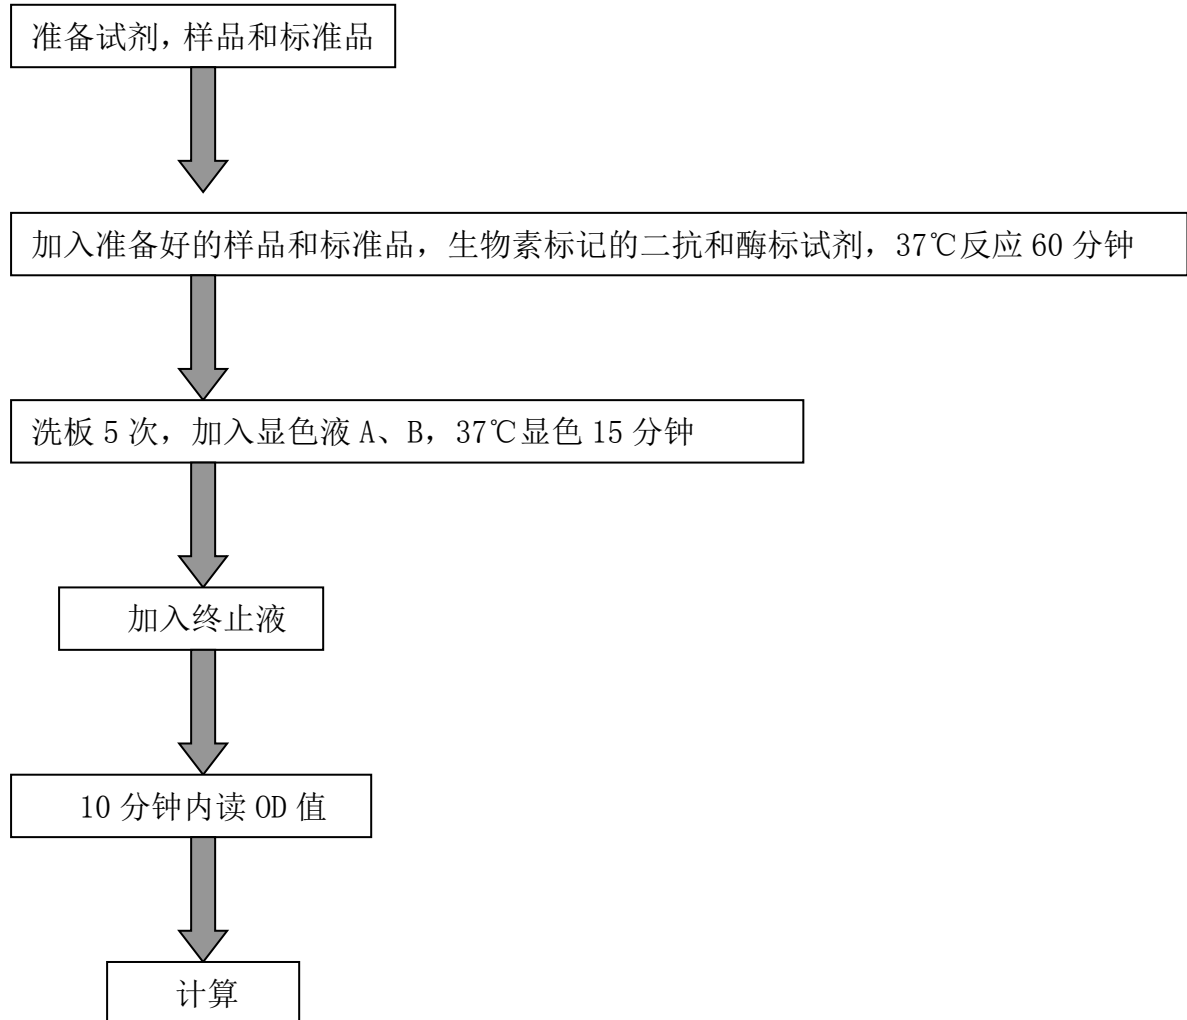 准备试剂，样品和标准品
加入准备好的样品和标准品，生物素标记的二抗和酶标试剂，37℃反应 60 分钟
洗板 5 次，加入显色液 A、B，37℃显色 15 分钟
加入终止液
10 分钟内读 OD 值
计算